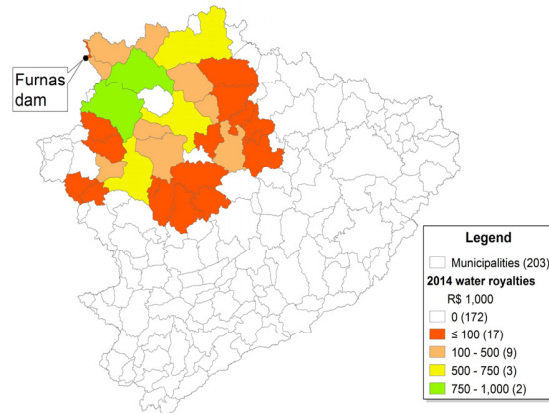 Furnas
dam
Legend
Municipalities (203)
2014 water royalties
R$ 1,000
0 (172)
≤ 100 (17)
100 - 500 (9)
500 - 750 (3)
750 - 1,000 (2)